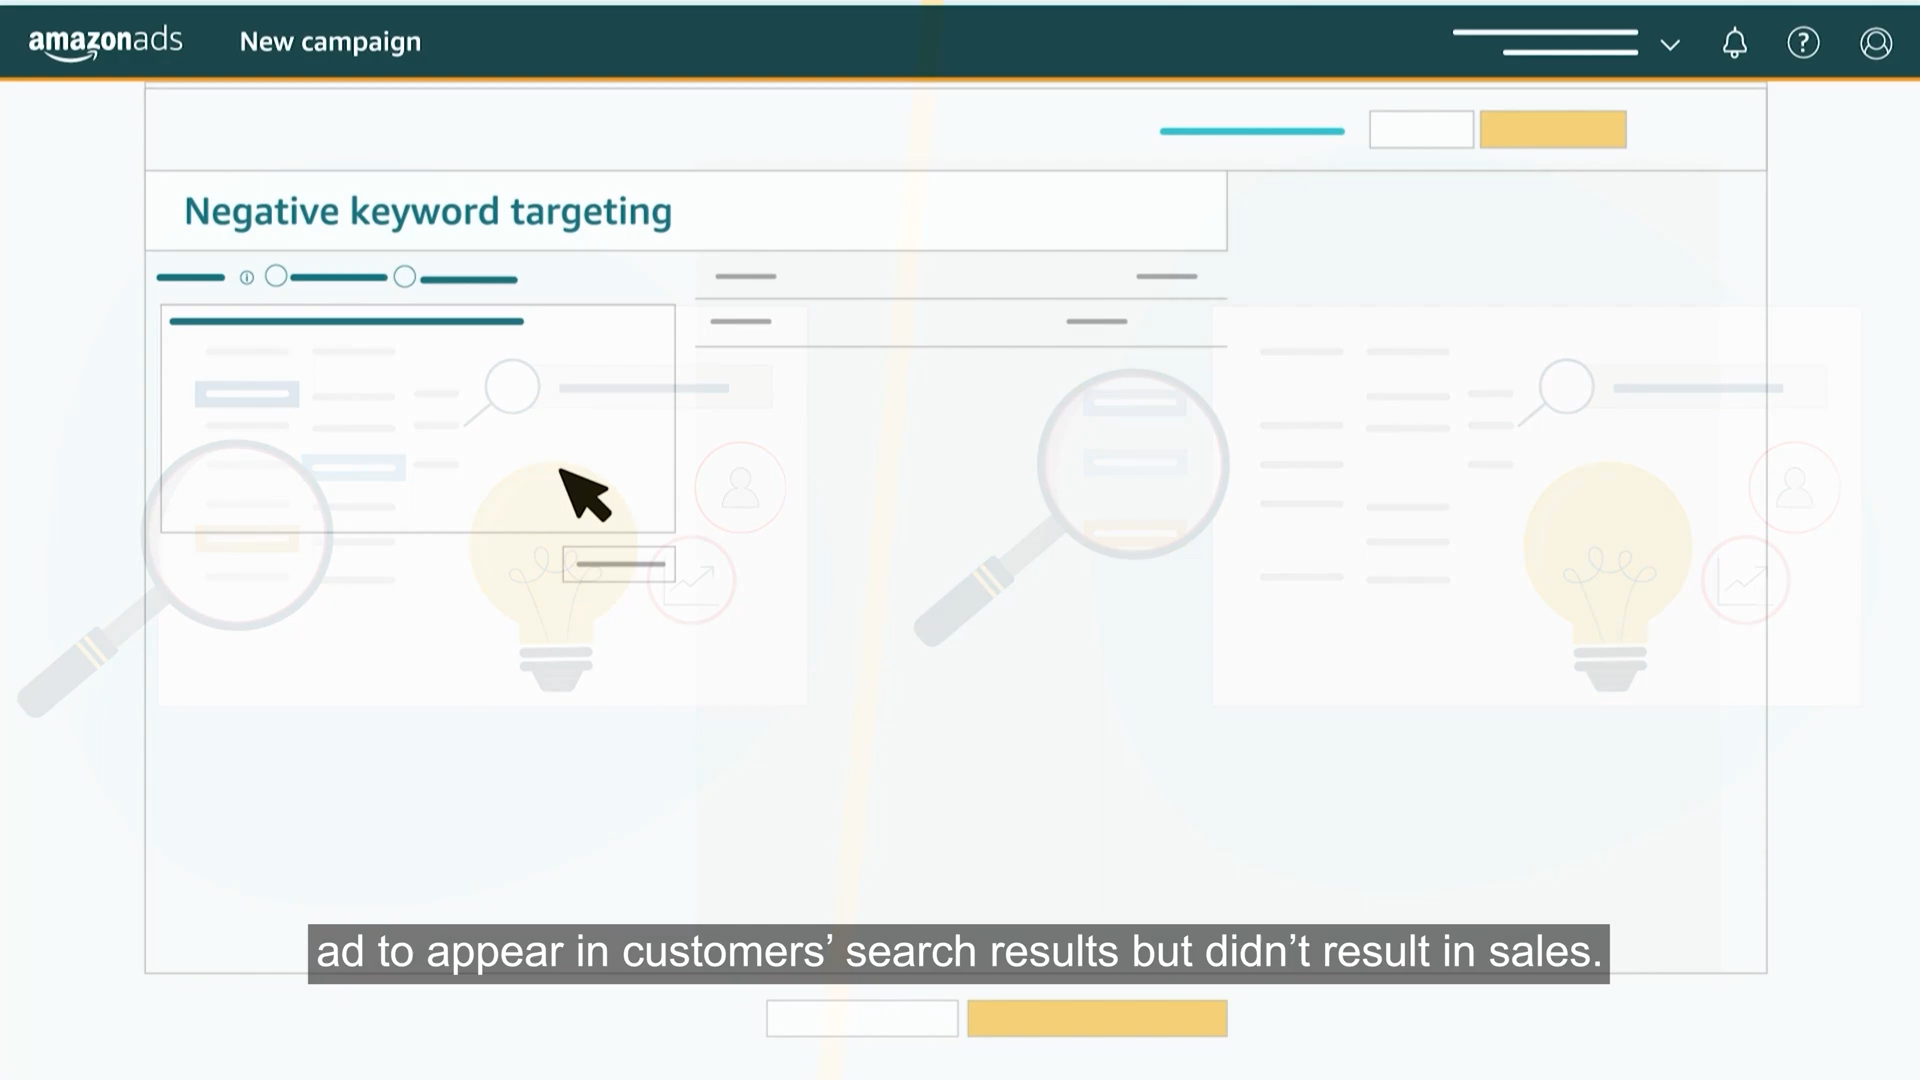 amazonads New campaign
Negative keyword targeting
ad to appear in customers’ search results but didn’t result in sales.